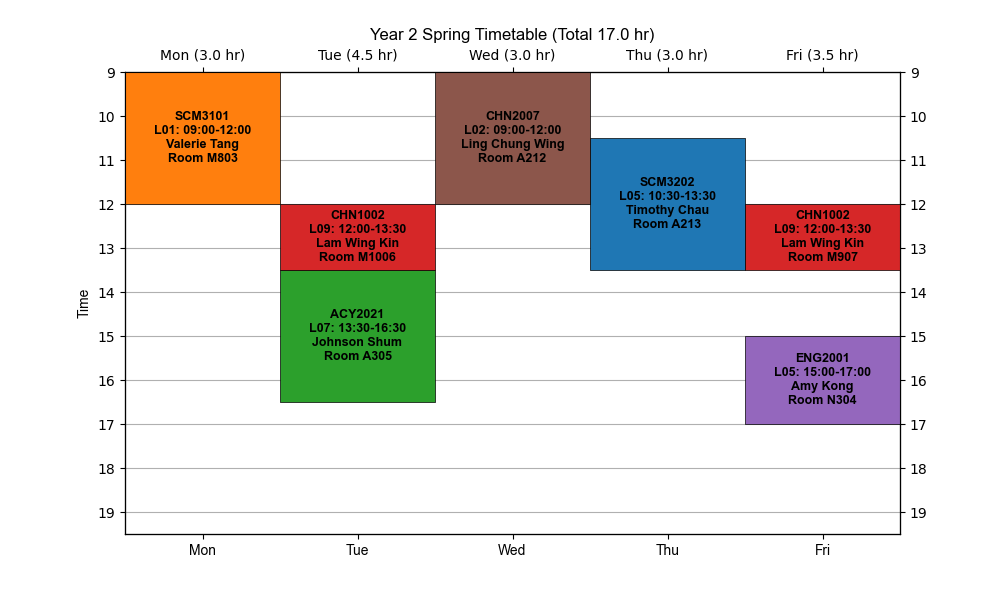 Year 2 Spring Timetable (Total 17.0 hr)
Mon (3.0 hr) Tue (4.5 hr) Wed (3.0 hr) Thu (3.0 hr) Fri (3.5 hr)
Time
9
10
11
12
13
14
15
16
17
18
19
SCM3101
L01: 09:00-12:00
Valerie Tang
Room M803
CHN1002
L09: 12:00-13:30
Lam Wing Kin
Room M1006
ACY2021
L07: 13:30-16:30
Johnson Shum
Room A305
CHN2007
L02: 09:00-12:00
Ling Chung Wing
Room A212
SCM3202
L05: 10:30-13:30
Timothy Chau
Room A213
CHN1002
L09: 12:00-13:30
Lam Wing Kin
Room M907
ENG2001
L05: 15:00-17:00
Amy Kong
Room N304
9
10
11
12
13
14
15
16
17
18
19
Mon Tue Wed Thu Fri